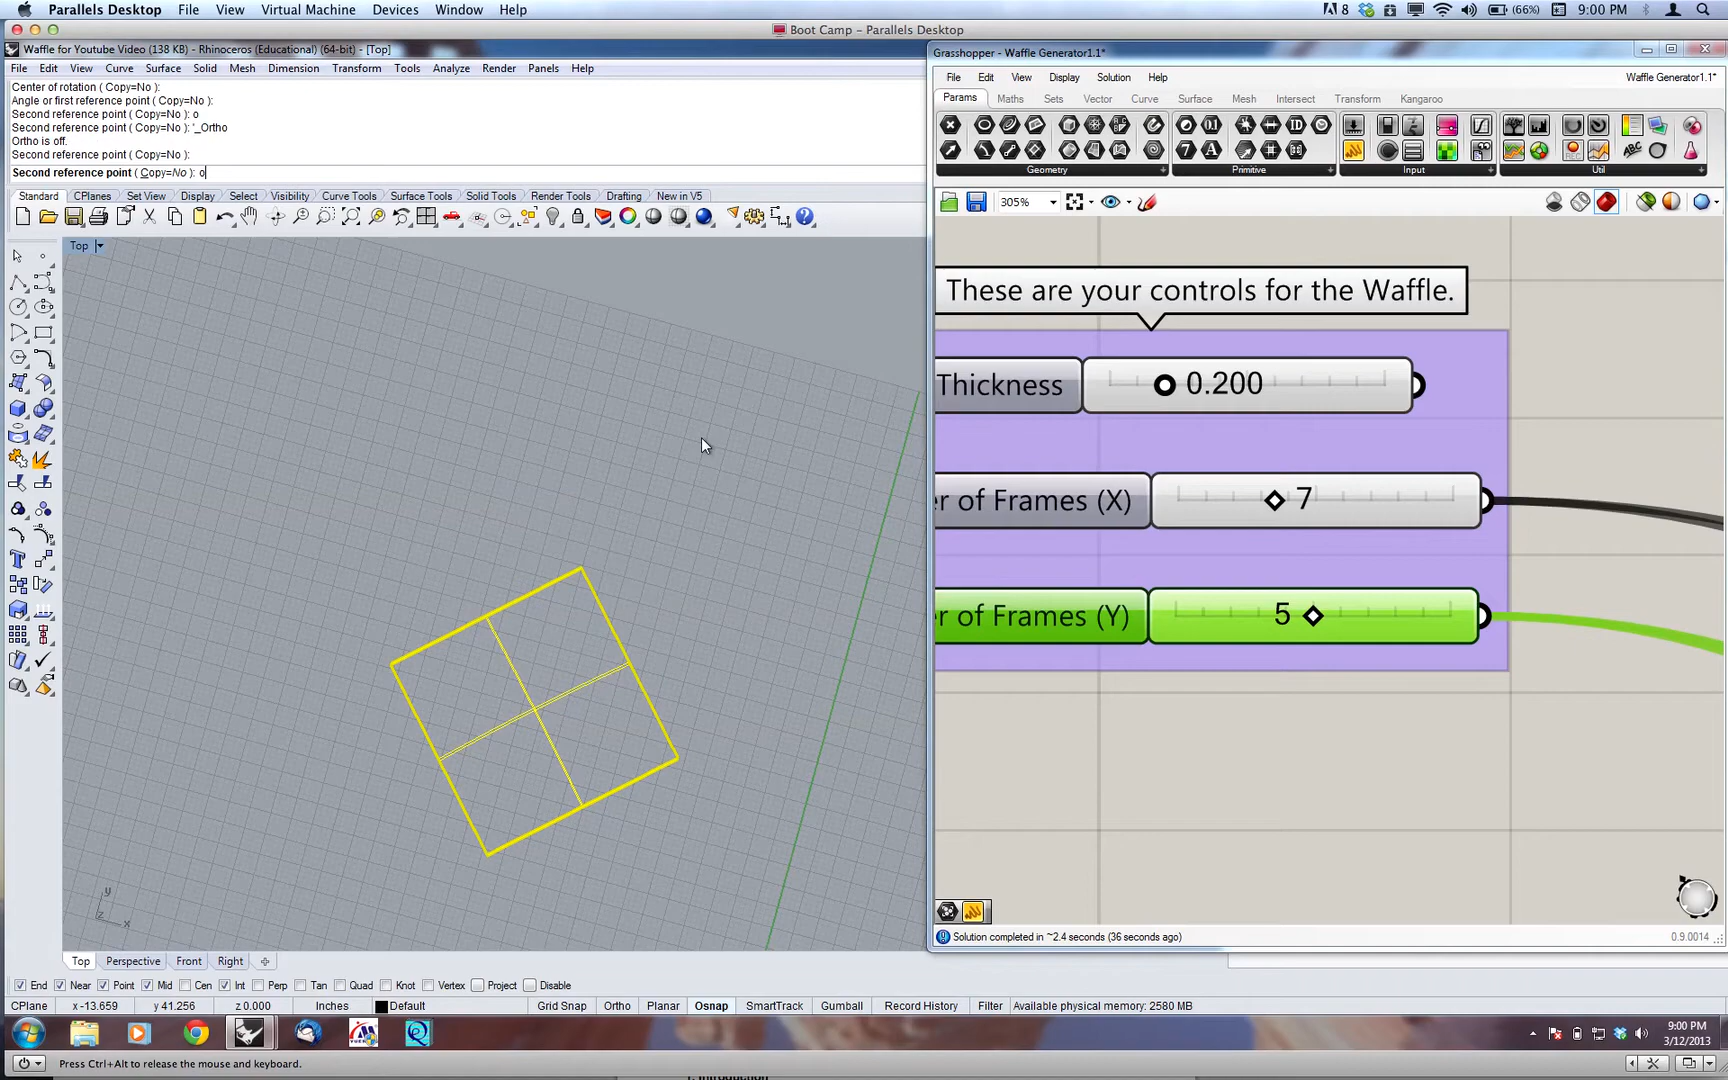 Parallels Desktop File View Virtual Machine Devices Window Help
8 (66%) 9:00 PM
Boot Camp – Parallels Desktop
Waffle for Youtube Video (138 KB) - Rhinoceros (Educational) (64-bit) - [Top]
File Edit View Curve Surface Solid Mesh Dimension Transform Tools Analyze Render Panels Help
Center of rotation ( Copy=No ):
Angle or first reference point ( Copy=No ):
Second reference point ( Copy=No ): o
Second reference point ( Copy=No ): '_Ortho
Ortho is off.
Second reference point ( Copy=No ):
Second reference point ( Copy=No ): o
Standard CPlanes Set View Display Select Viewport Layout Visibility Curve Tools Surface Tools Solid Tools Render Tools Drafting New in V5
Top
y
z
x
Top Perspective Front Right
End Near Point Mid Cen Int Perp Tan Quad Knot Vertex Project Disable
CPlane x -13.659 y 41.256 z 0.000 Inches Default Grid Snap Ortho Planar Osnap SmartTrack Gumball Record History Filter Available physical memory: 2580 MB
Grasshopper - Waffle Generator1.1*
File Edit View Display Solution Help Waffle Generator1.1*
Params Maths Sets Vector Curve Surface Mesh Intersect Transform Kangaroo
Geometry Primitive Input Util
305%
These are your controls for the Waffle.
Thickness 0.200
er of Frames (X) 7
er of Frames (Y) 5
Solution completed in ~2.4 seconds (36 seconds ago) 0.9.0014
9:00 PM
3/12/2013
Press Ctrl+Alt to release the mouse and keyboard.